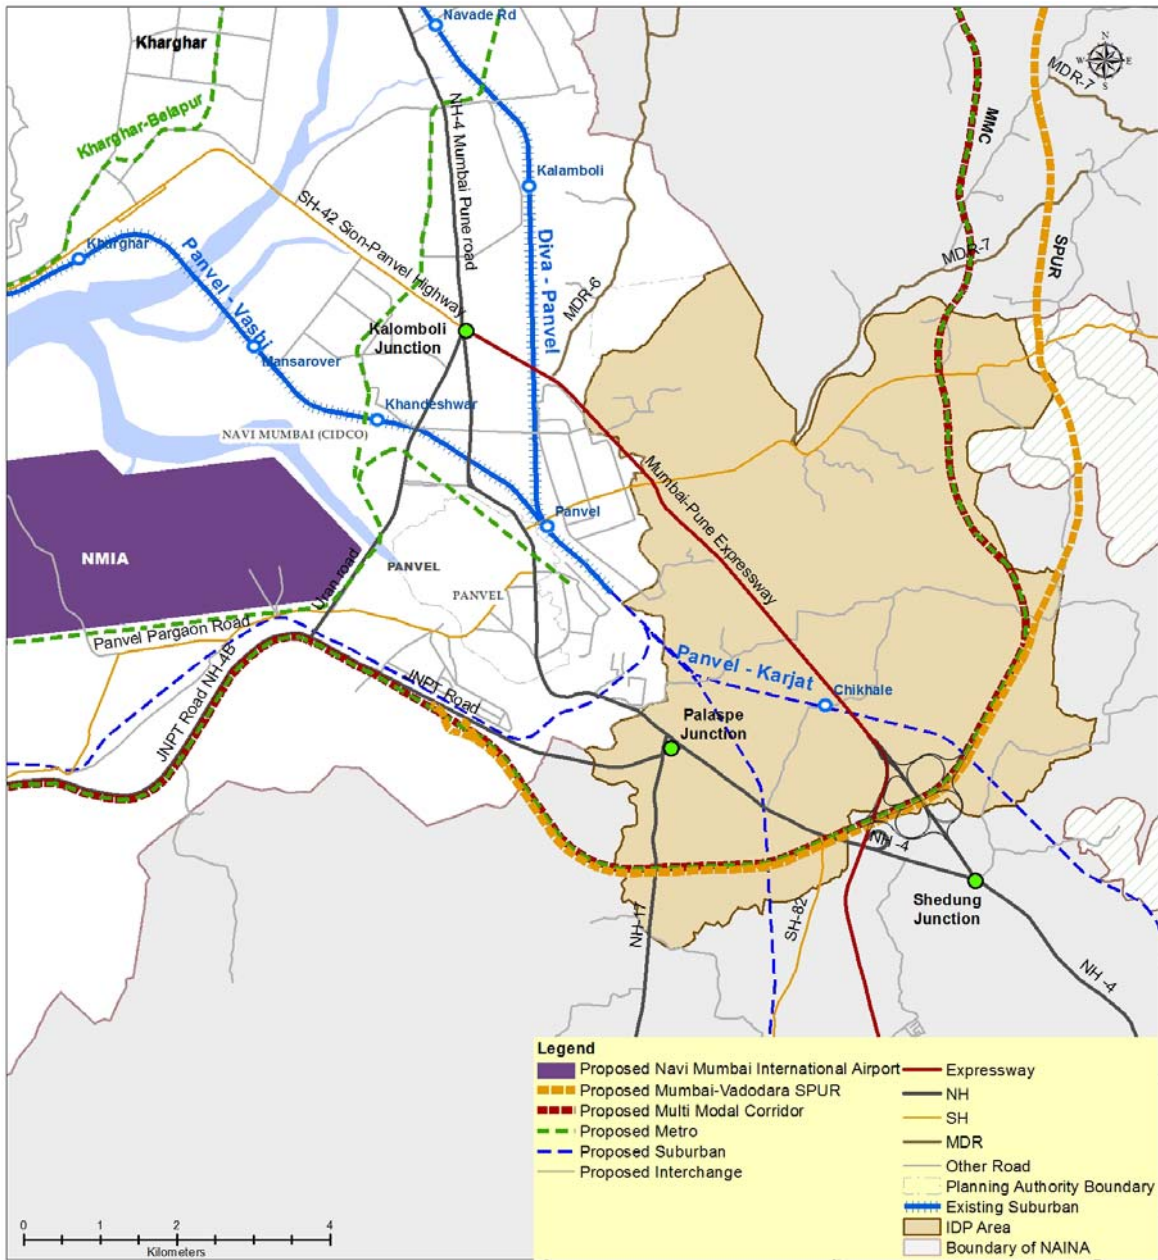 Navade Rd
Kharghar
N
W E
S
MDR-7
Kharghar-Belapur
NH-4 Mumbai Pune road
MMC
Kalamboli
SH-42 Sion-Panvel Highway
SPUR
MDR-7
Kharghar
Panvel - Vashi
Diva - Panvel
MDR-6
Kalomboli
Junction
Mansarover
Khandeshwar
NAVI MUMBAI (CIDCO)
Mumbai-Pune Expressway
Panvel
NMIA
Uran road
PANVEL
PANVEL
Panvel Pargaon Road
JNPT Road NH-4B
JNPT Road
Panvel - Karjat
Chikhale
Palaspe
Junction
NH -4
Shedung
Junction
NH-17
SH-82
NH -4
Legend
Proposed Navi Mumbai International Airport
Proposed Mumbai-Vadodara SPUR
Proposed Multi Modal Corridor
Proposed Metro
Proposed Suburban
Proposed Interchange
Expressway
NH
SH
MDR
Other Road
Planning Authority Boundary
Existing Suburban
IDP Area
Boundary of NAINA
0 1 2 4
Kilometers